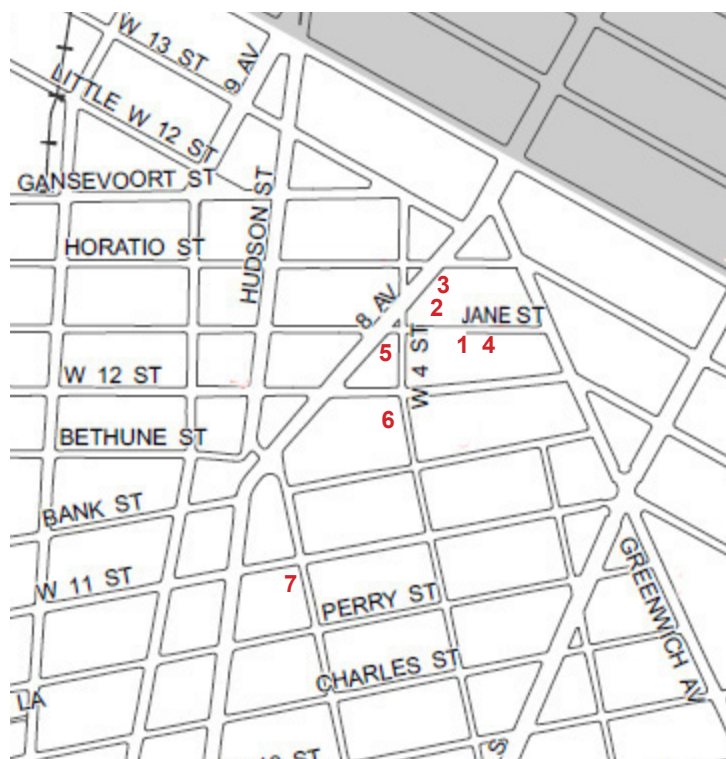 W 13 ST
9 AV
LITTLE W 12 ST
GANSEVOORT ST
HUDSON ST
HORATIO ST
3
8 AV
2
JANE ST
5
1 4
W 4 ST
W 12 ST
6
BETHUNE ST
BANK ST
W 11 ST
7
PERRY ST
GREENWICH AV
CHARLES ST
LA